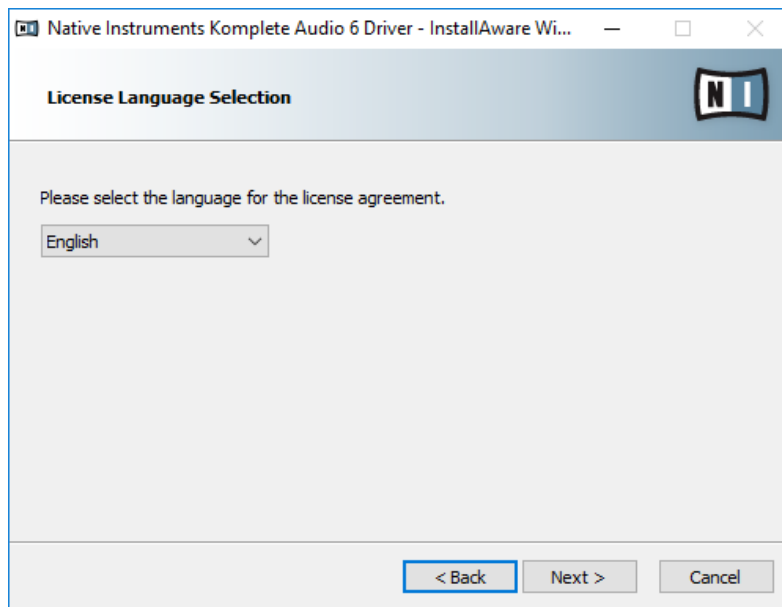 NI Native Instruments Komplete Audio 6 Driver - InstallAware Wi...
License Language Selection
NI
Please select the language for the license agreement.
English
< Back Next > Cancel